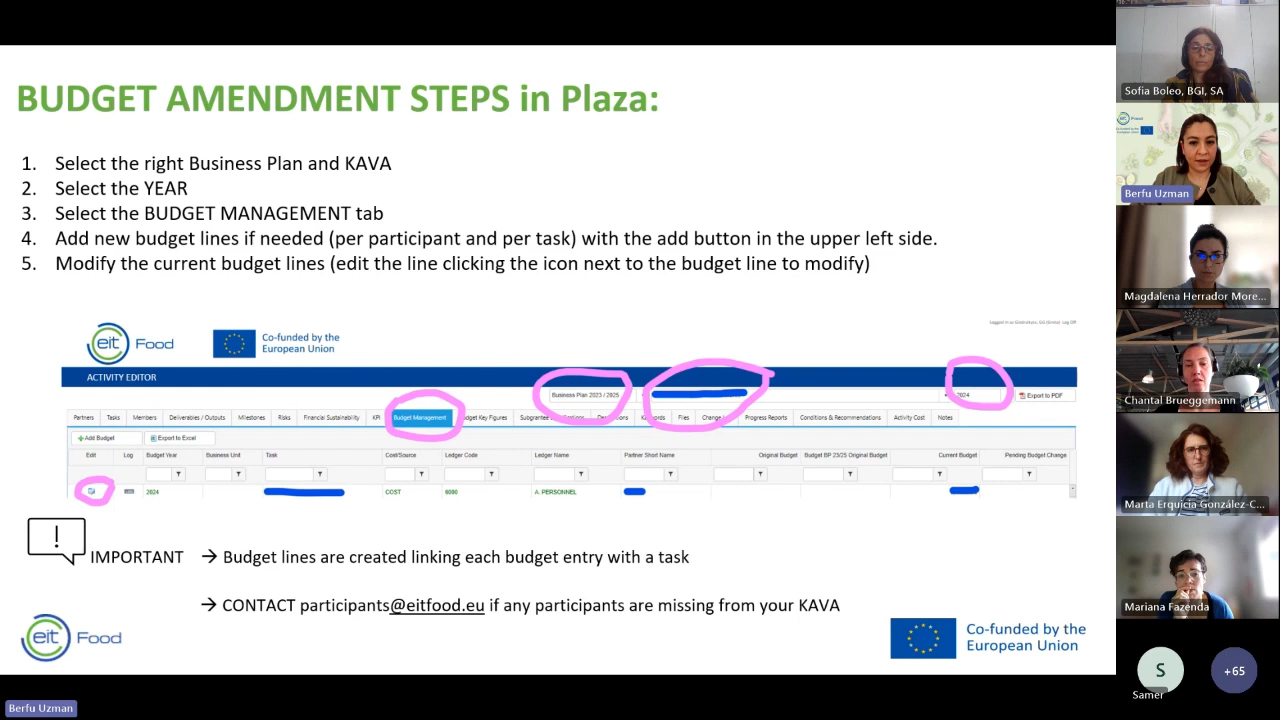 BUDGET AMENDMENT STEPS in Plaza:
1. Select the right Business Plan and KAVA
2. Select the YEAR
3. Select the BUDGET MANAGEMENT tab
4. Add new budget lines if needed (per participant and per task) with the add button in the upper left side.
5. Modify the current budget lines (edit the line clicking the icon next to the budget line to modify)
eit Food
Co-funded by the
European Union
ACTIVITY EDITOR
Business Plan 2023 / 2025
2024
Export to PDF
Partners Tasks Members Deliverables / Outputs Milestones Risks Financial Sustainability KPI Budget Management Budget Key Figures Files Progress Reports Conditions & Recommendations Activity Cost Notes
Add Budget Export to Excel
Edit Log Budget Year Business Unit Task Cost/Source Ledger Code Ledger Name Partner Short Name Original Budget Budget BP 23/25 Original Budget Current Budget Pending Budget Change
2024 COST 6000 A. PERSONNEL
!
IMPORTANT → Budget lines are created linking each budget entry with a task
→ CONTACT participants@eitfood.eu if any participants are missing from your KAVA
eit Food
Co-funded by the
European Union
Berfu Uzman
Sofia Boleo, BGI, SA
eit Food
Berfu Uzman
Magdalena Herrador More...
Chantal Brueggemann
Marta Erquicia González-C...
Mariana Fazenda
S
Samer
+65